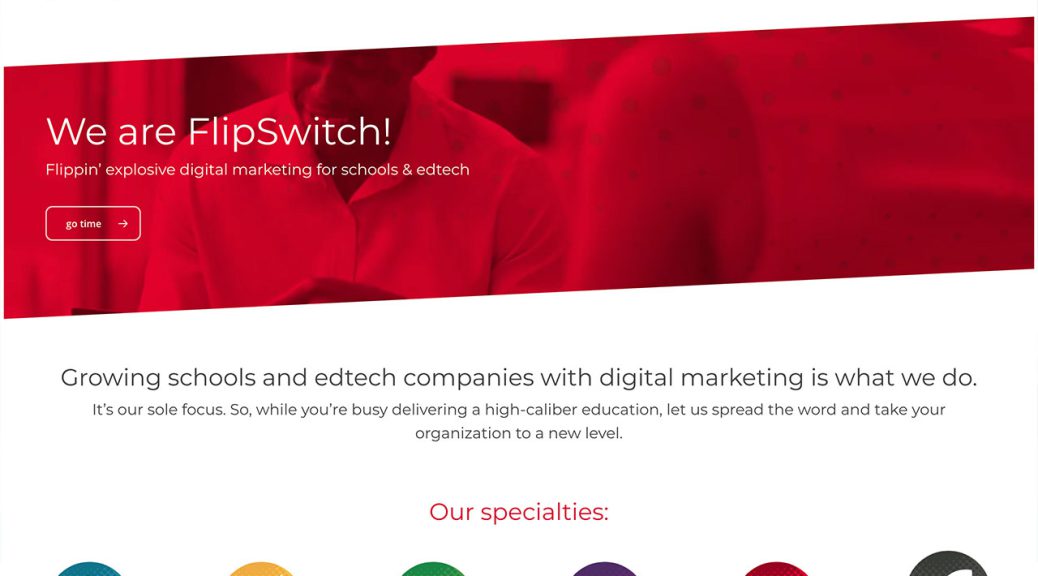 We are FlipSwitch!
Flippin’ explosive digital marketing for schools & edtech
go time
Growing schools and edtech companies with digital marketing is what we do.
It’s our sole focus. So, while you’re busy delivering a high-caliber education, let us spread the word and take your
organization to a new level.
Our specialties: